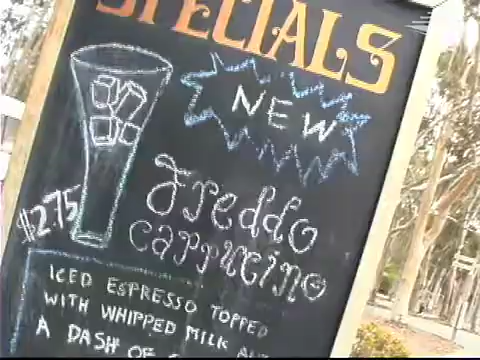 SPECIALS
NEW
freddo
cappucino
$2.75
ICED ESPRESSO TOPPED
WITH WHIPPED MILK
A DASH OF